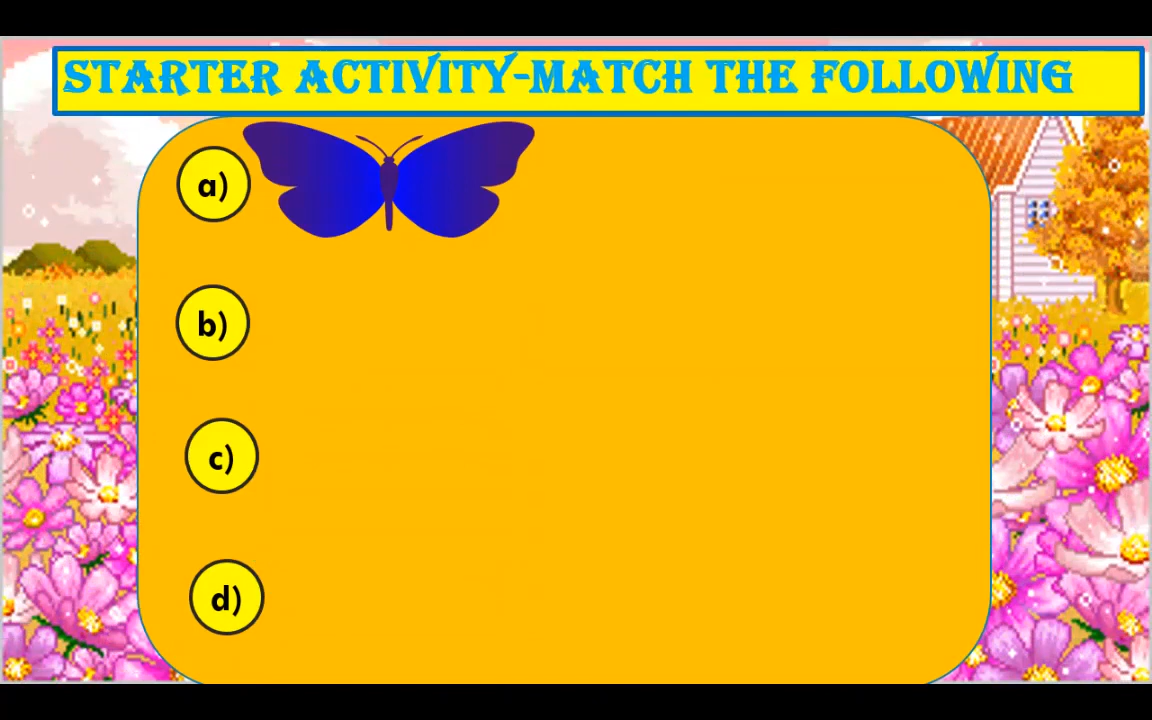 STARTER ACTIVITY-MATCH THE FOLLOWING
a)
b)
c)
d)